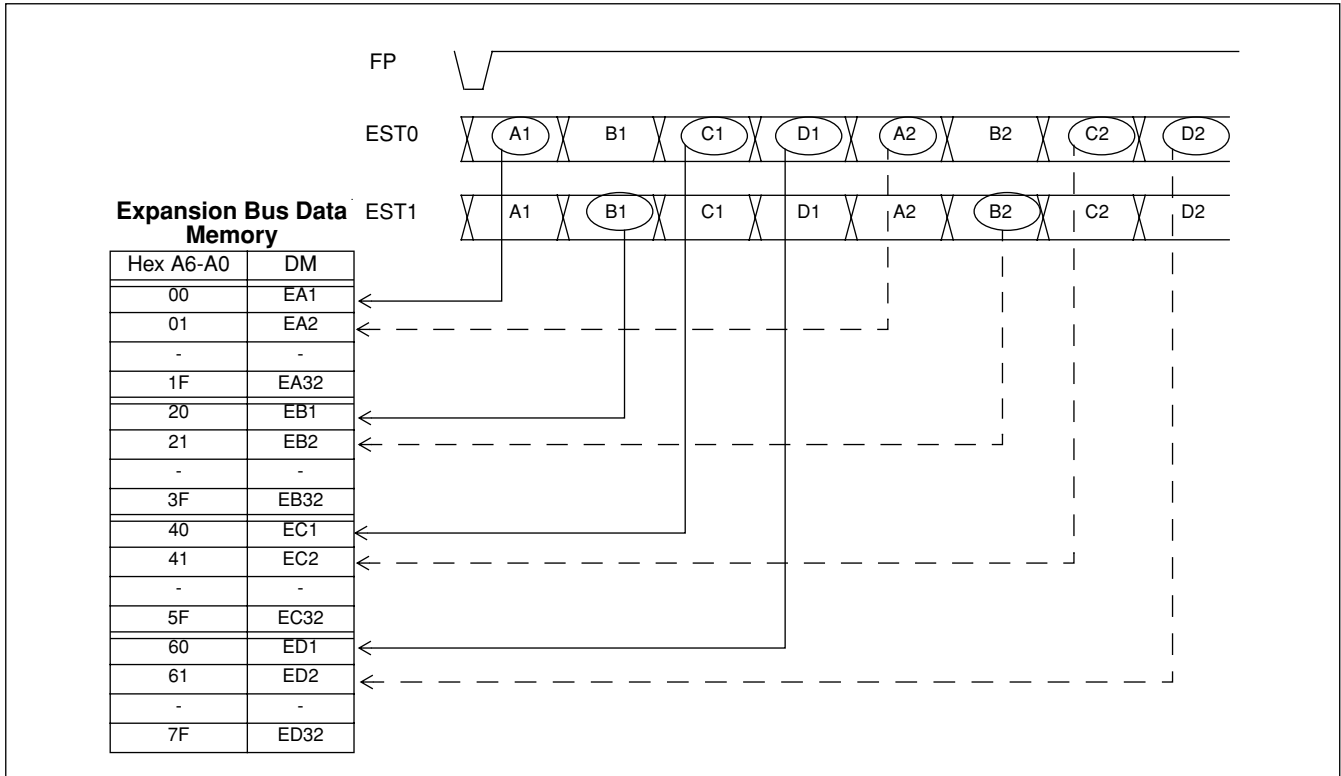 FP
EST0 A1 B1 C1 D1 A2 B2 C2 D2
EST1 A1 B1 C1 D1 A2 B2 C2 D2
Expansion Bus Data
Memory
Hex A6-A0 DM
00 EA1
01 EA2
- -
1F EA32
20 EB1
21 EB2
- -
3F EB32
40 EC1
41 EC2
- -
5F EC32
60 ED1
61 ED2
- -
7F ED32